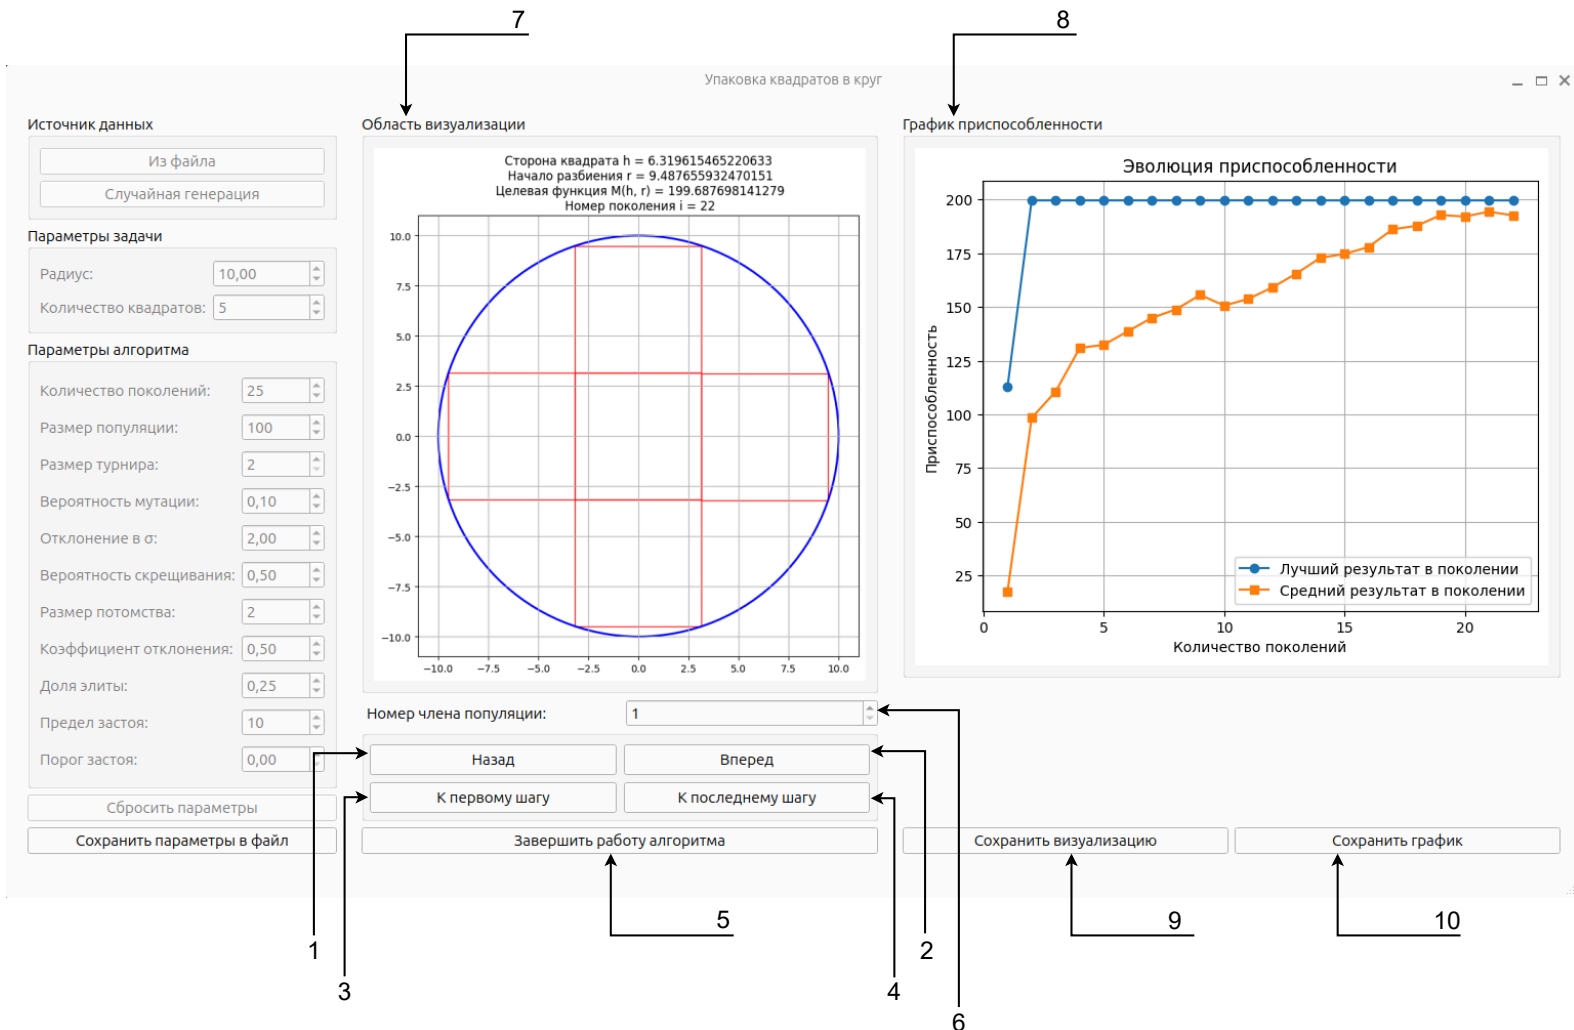 7
8
Упаковка квадратов в круг
Источник данных
Из файла
Случайная генерация
Параметры задачи
Радиус: 10,00
Количество квадратов: 5
Параметры алгоритма
Количество поколений: 25
Размер популяции: 100
Размер турнира: 2
Вероятность мутации: 0,10
Отклонение в σ: 2,00
Вероятность скрещивания: 0,50
Размер потомства: 2
Коэффициент отклонения: 0,50
Доля элиты: 0,25
Предел застоя: 10
Порог застоя: 0,00
Сбросить параметры
Сохранить параметры в файл
Область визуализации
Сторона квадрата h = 6.319615465220633
Начало разбиения r = 9.487655932470151
Целевая функция M(h, r) = 199.687698141279
Номер поколения i = 22
10.0
7.5
5.0
2.5
0.0
−2.5
−5.0
−7.5
−10.0
−10.0 −7.5 −5.0 −2.5 0.0 2.5 5.0 7.5 10.0
Номер члена популяции: 1
Назад
Вперед
К первому шагу
К последнему шагу
Завершить работу алгоритма
График приспособленности
Эволюция приспособленности
Приспособленность
200
175
150
125
100
75
50
25
0 5 10 15 20
Количество поколений
Лучший результат в поколении
Средний результат в поколении
Сохранить визуализацию
Сохранить график
5
9
10
1
2
3
4
6